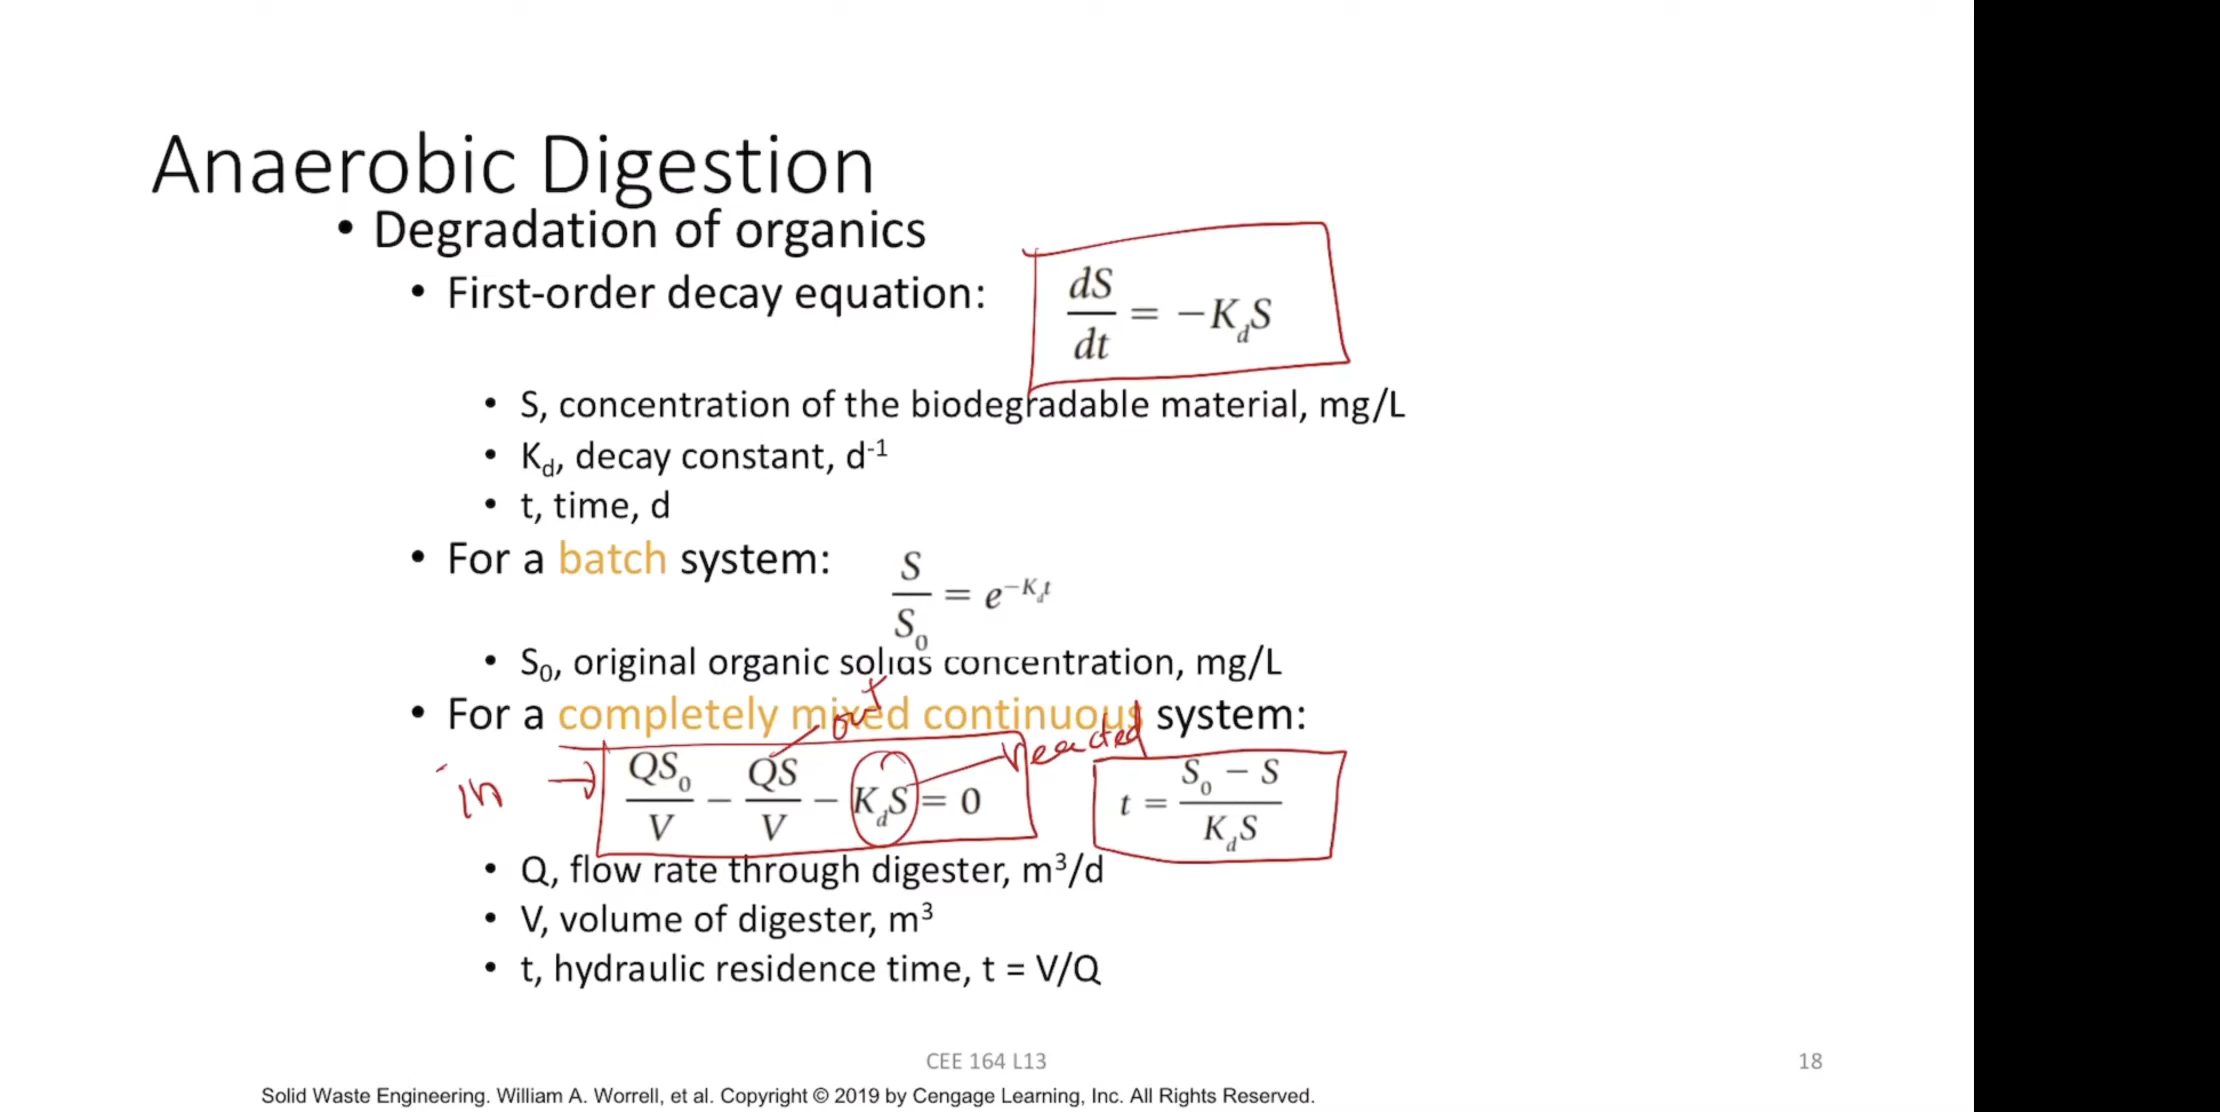 Anaerobic Digestion
• Degradation of organics
• First-order decay equation: dS/dt = −K_dS
• S, concentration of the biodegradable material, mg/L
• K_d, decay constant, d⁻¹
• t, time, d
• For a batch system: S/S₀ = e^(−K_dt)
• S₀, original organic solids concentration, mg/L
out
• For a completely mixed continuous system:
reacted
in → QS₀/V − QS/V − K_dS = 0 t = (S₀ − S)/(K_dS)
• Q, flow rate through digester, m³/d
• V, volume of digester, m³
• t, hydraulic residence time, t = V/Q
CEE 164 L13
18
Solid Waste Engineering. William A. Worrell, et al. Copyright © 2019 by Cengage Learning, Inc. All Rights Reserved.